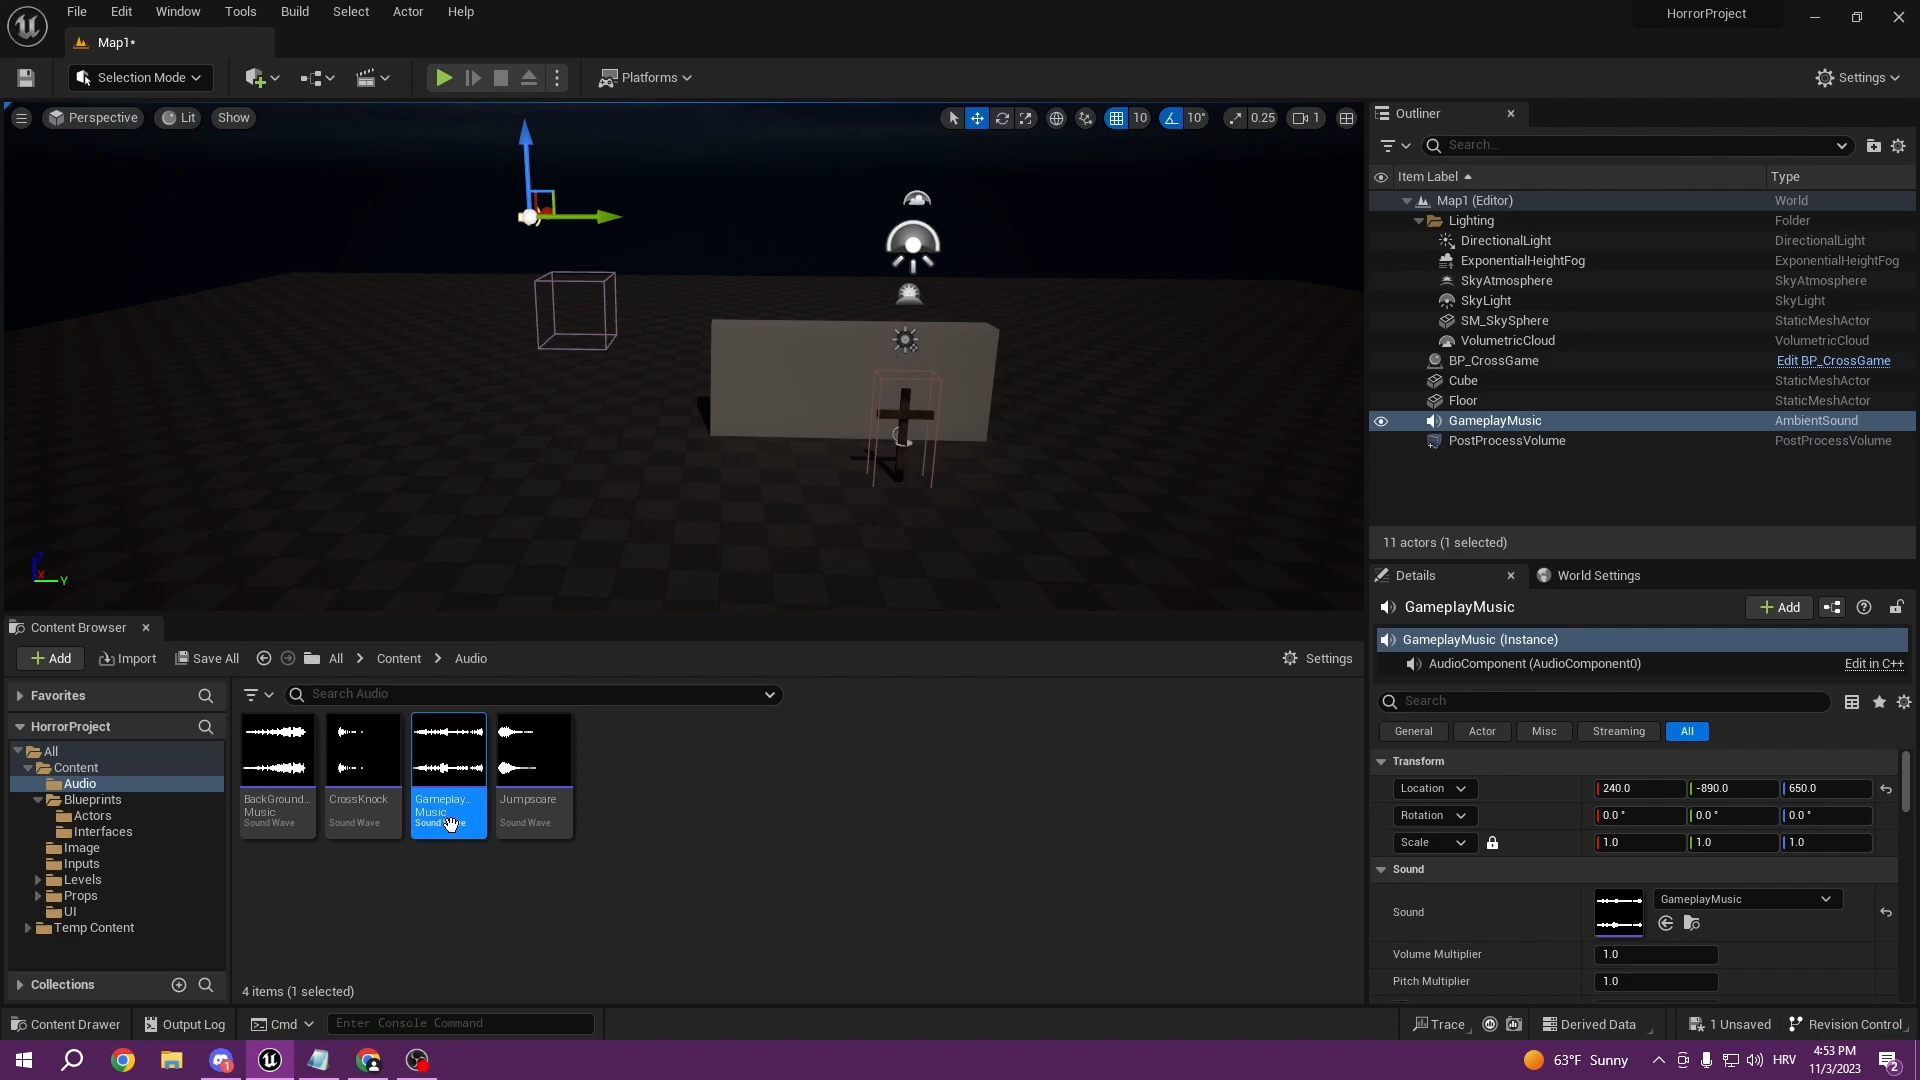 File Edit Window Tools Build Select Actor Help
HorrorProject
Map1*
Selection Mode
Platforms
Settings
Perspective Lit Show
10 10° 0.25 1
Outliner
Search...
Item Label Type
Map1 (Editor) World
Lighting Folder
DirectionalLight DirectionalLight
ExponentialHeightFog ExponentialHeightFog
SkyAtmosphere SkyAtmosphere
SkyLight SkyLight
SM_SkySphere StaticMeshActor
VolumetricCloud VolumetricCloud
BP_CrossGame Edit BP_CrossGame
Cube StaticMeshActor
Floor StaticMeshActor
GameplayMusic AmbientSound
PostProcessVolume PostProcessVolume
11 actors (1 selected)
Z
X
Y
Details World Settings
GameplayMusic Add
GameplayMusic (Instance)
AudioComponent (AudioComponent0) Edit in C++
Search
General Actor Misc Streaming All
Transform
Location 240.0 -890.0 650.0
Rotation 0.0 ° 0.0 ° 0.0 °
Scale 1.0 1.0 1.0
Sound
Sound GameplayMusic
Volume Multiplier 1.0
Pitch Multiplier 1.0
Content Browser
Add Import Save All All Content Audio Settings
Favorites
Search Audio
HorrorProject
All
Content
Audio
Blueprints
Actors
Interfaces
Image
Inputs
Levels
Props
UI
Temp Content
Collections
BackGround...
Music
Sound Wave
CrossKnock
Sound Wave
Gameplay...
Music
Sound Wave
Jumpscare
Sound Wave
4 items (1 selected)
Content Drawer Output Log Cmd Enter Console Command
Trace Derived Data 1 Unsaved Revision Control
1
63°F Sunny HRV
4:53 PM
11/3/2023
2